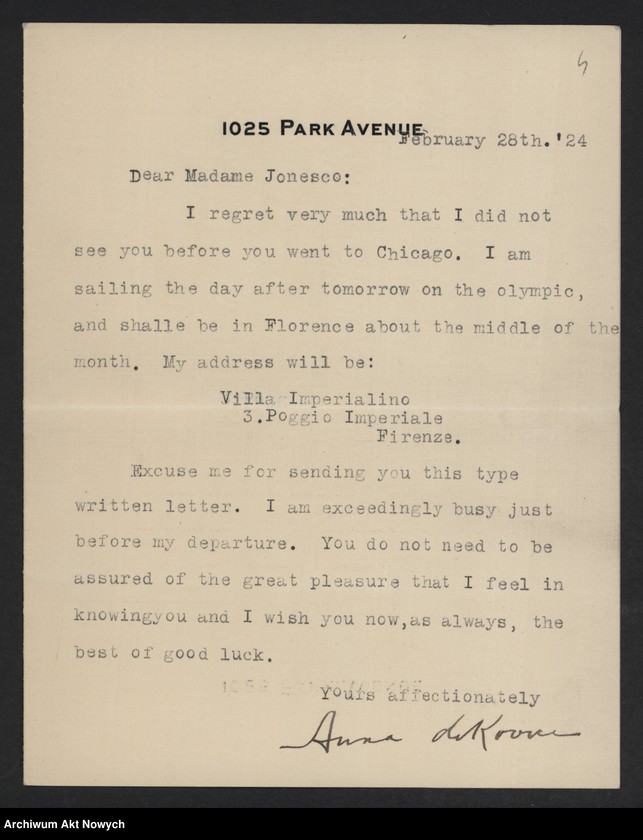 5
1025 PARK AVENUE
February 28th. '24
Dear Madame Jonesco:
I regret very much that I did not
see you before you went to Chicago. I am
sailing the day after tomorrow on the olympic,
and shalle be in Florence about the middle of the
month. My address will be:
Villa Imperialino
3.Poggio Imperiale
Firenze.
Excuse me for sending you this type
written letter. I am exceedingly busy just
before my departure. You do not need to be
assured of the great pleasure that I feel in
knowingyou and I wish you now,as always, the
best of good luck.
Yours affectionately
Anna deKoven
Archiwum Akt Nowych